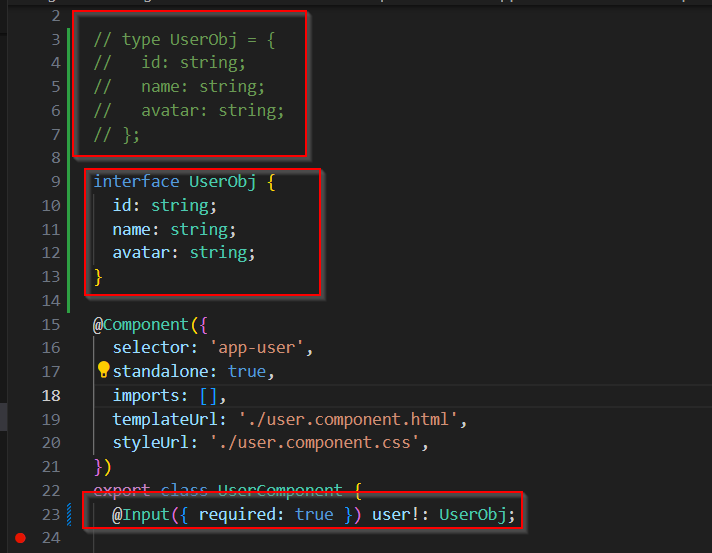 2
3 // type UserObj = {
4 //   id: string;
5 //   name: string;
6 //   avatar: string;
7 // };
8
9 interface UserObj {
10   id: string;
11   name: string;
12   avatar: string;
13 }
14
15 @Component({
16   selector: 'app-user',
17   standalone: true,
18   imports: [],
19   templateUrl: './user.component.html',
20   styleUrl: './user.component.css',
21 })
22 export class UserComponent {
23   @Input({ required: true }) user!: UserObj;
24